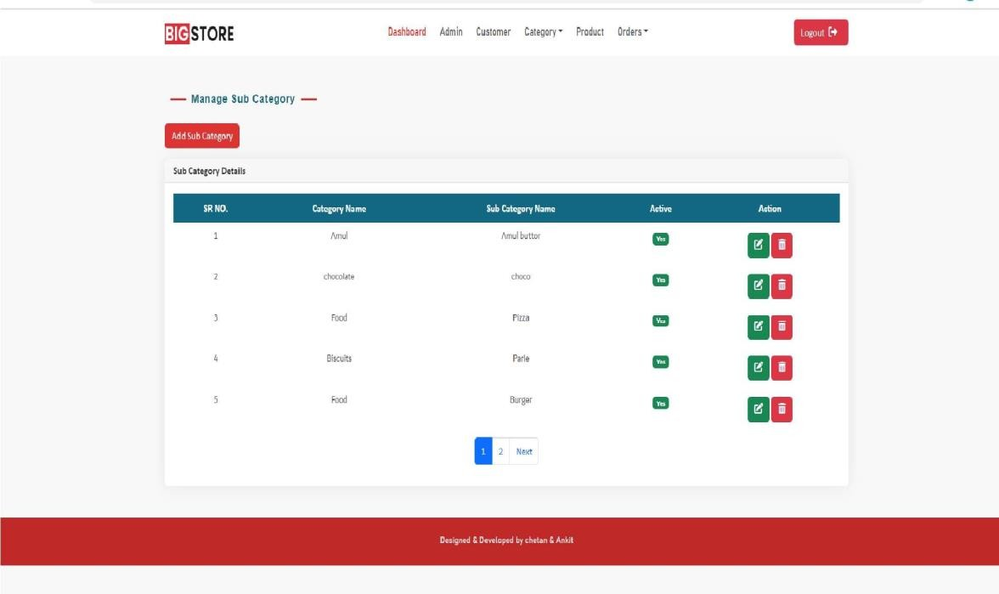 BIGSTORE Dashboard Admin Customer Category Product Orders Logout
Manage Sub Category
Add Sub Category
Sub Category Details
SR NO. Category Name Sub Category Name Active Action
1 Amul Amul buttor Yes
2 chocolate choco Yes
3 Food Pizza Yes
4 Biscuits Parle Yes
5 Food Burger Yes
1 2 Next
Designed & Developed by chetan & Ankit